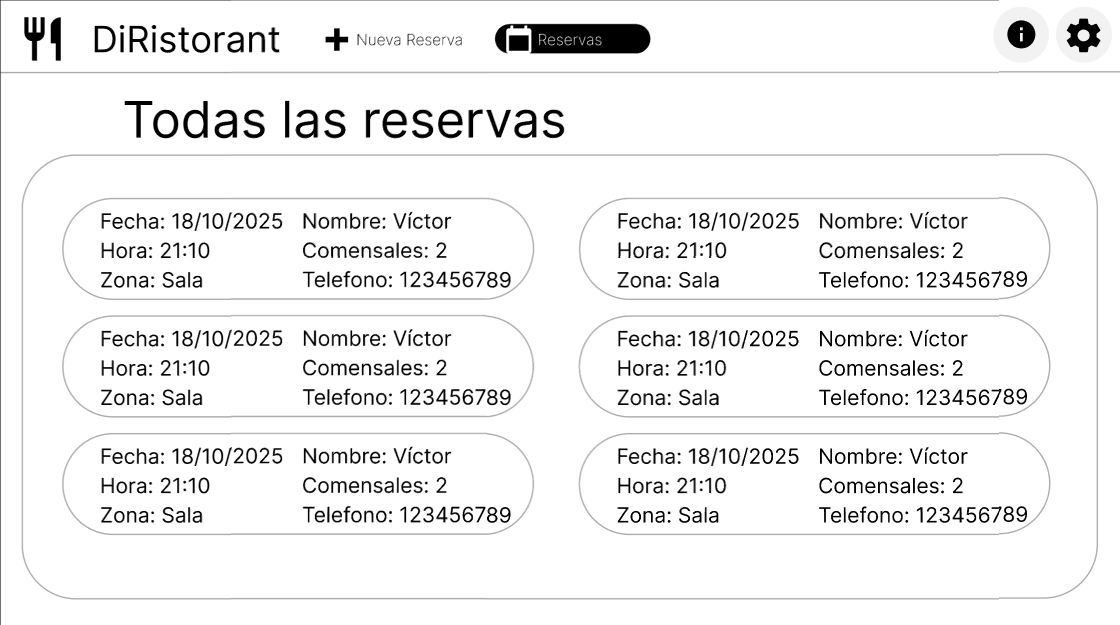 DiRistorant
Nueva Reserva
Reservas
Todas las reservas
Fecha: 18/10/2025
Hora: 21:10
Zona: Sala
Nombre: Víctor
Comensales: 2
Telefono: 123456789
Fecha: 18/10/2025
Hora: 21:10
Zona: Sala
Nombre: Víctor
Comensales: 2
Telefono: 123456789
Fecha: 18/10/2025
Hora: 21:10
Zona: Sala
Nombre: Víctor
Comensales: 2
Telefono: 123456789
Fecha: 18/10/2025
Hora: 21:10
Zona: Sala
Nombre: Víctor
Comensales: 2
Telefono: 123456789
Fecha: 18/10/2025
Hora: 21:10
Zona: Sala
Nombre: Víctor
Comensales: 2
Telefono: 123456789
Fecha: 18/10/2025
Hora: 21:10
Zona: Sala
Nombre: Víctor
Comensales: 2
Telefono: 123456789